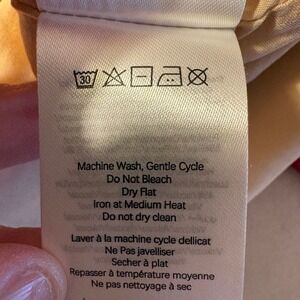 30
Machine Wash, Gentle Cycle
Do Not Bleach
Dry Flat
Iron at Medium Heat
Do not dry clean
Laver à la machine cycle dellicat
Ne Pas javelliser
Secher à plat
Repasser à température moyenne
Ne pas nettoyage à sec